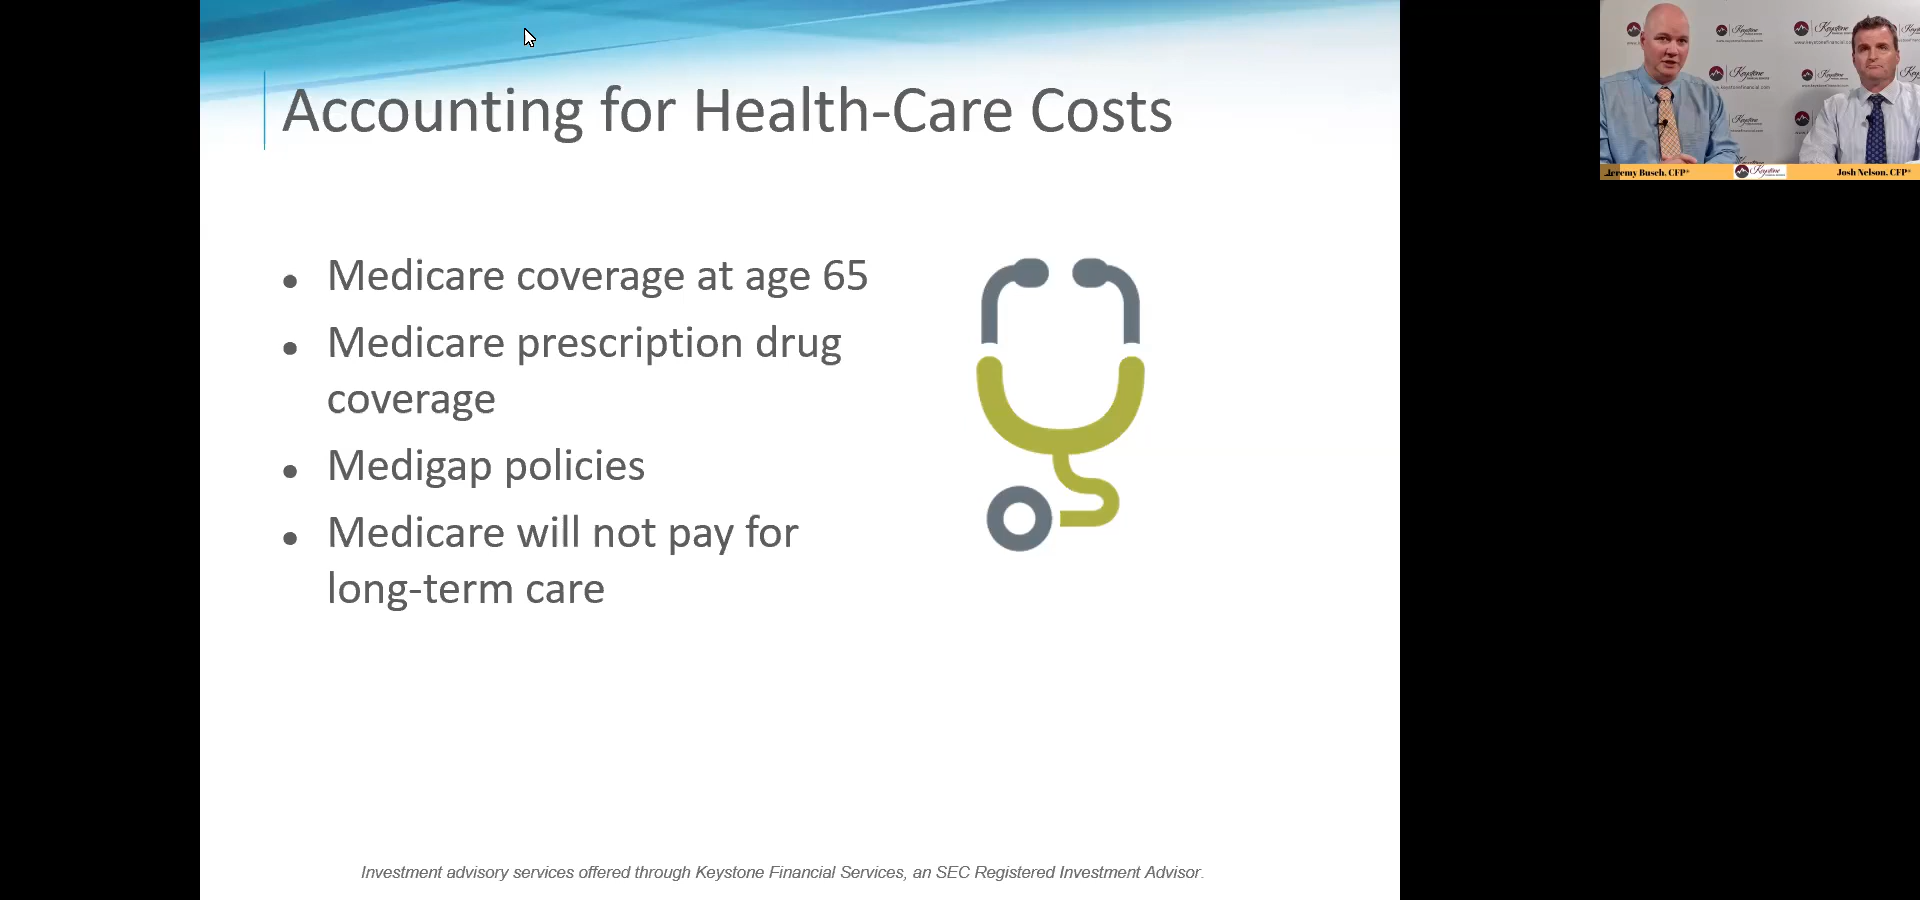 Accounting for Health-Care Costs
Medicare coverage at age 65
Medicare prescription drug
coverage
Medigap policies
Medicare will not pay for
long-term care
Investment advisory services offered through Keystone Financial Services, an SEC Registered Investment Advisor.
Keystone
Jeremy Busch, CFP®
Keystone
Josh Nelson, CFP®